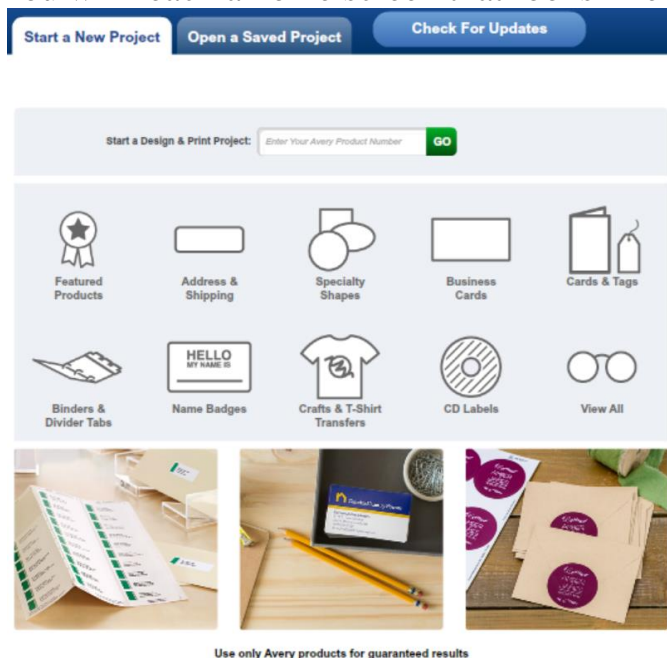 Start a New Project
Open a Saved Project
Check For Updates
Start a Design & Print Project:
Enter Your Avery Product Number
GO
Featured
Products
Address &
Shipping
Specialty
Shapes
Business
Cards
Cards & Tags
HELLO
MY NAME IS
Binders &
Divider Tabs
Name Badges
Crafts & T-Shirt
Transfers
CD Labels
View All
Use only Avery products for guaranteed results